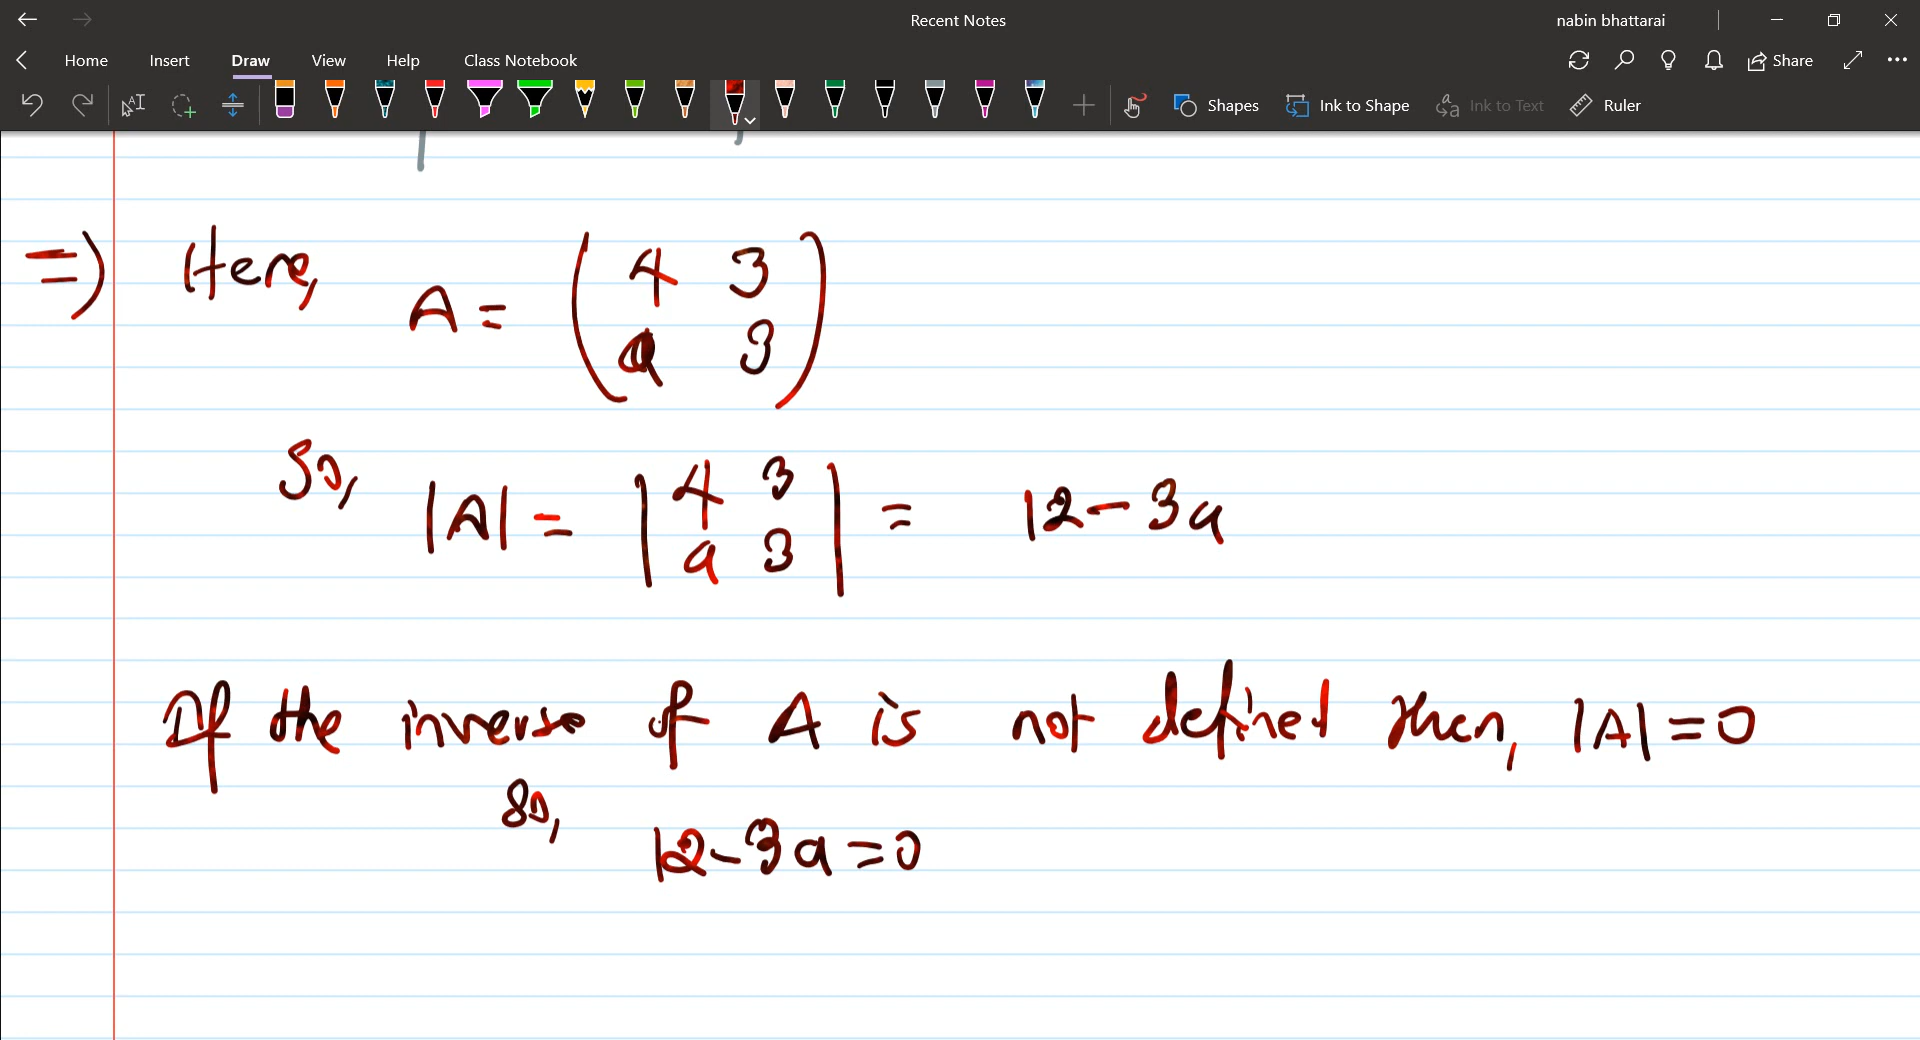 Recent Notes
nabin bhattarai
Home Insert Draw View Help Class Notebook
Share
Shapes Ink to Shape Ink to Text Ruler
=) Here, A = ( 4 3
a 3 )
So, |A| = | 4 3
a 3 | = 12 - 3a
If the inverse of A is not defined then, |A| = 0
So,
12 - 3a = 0